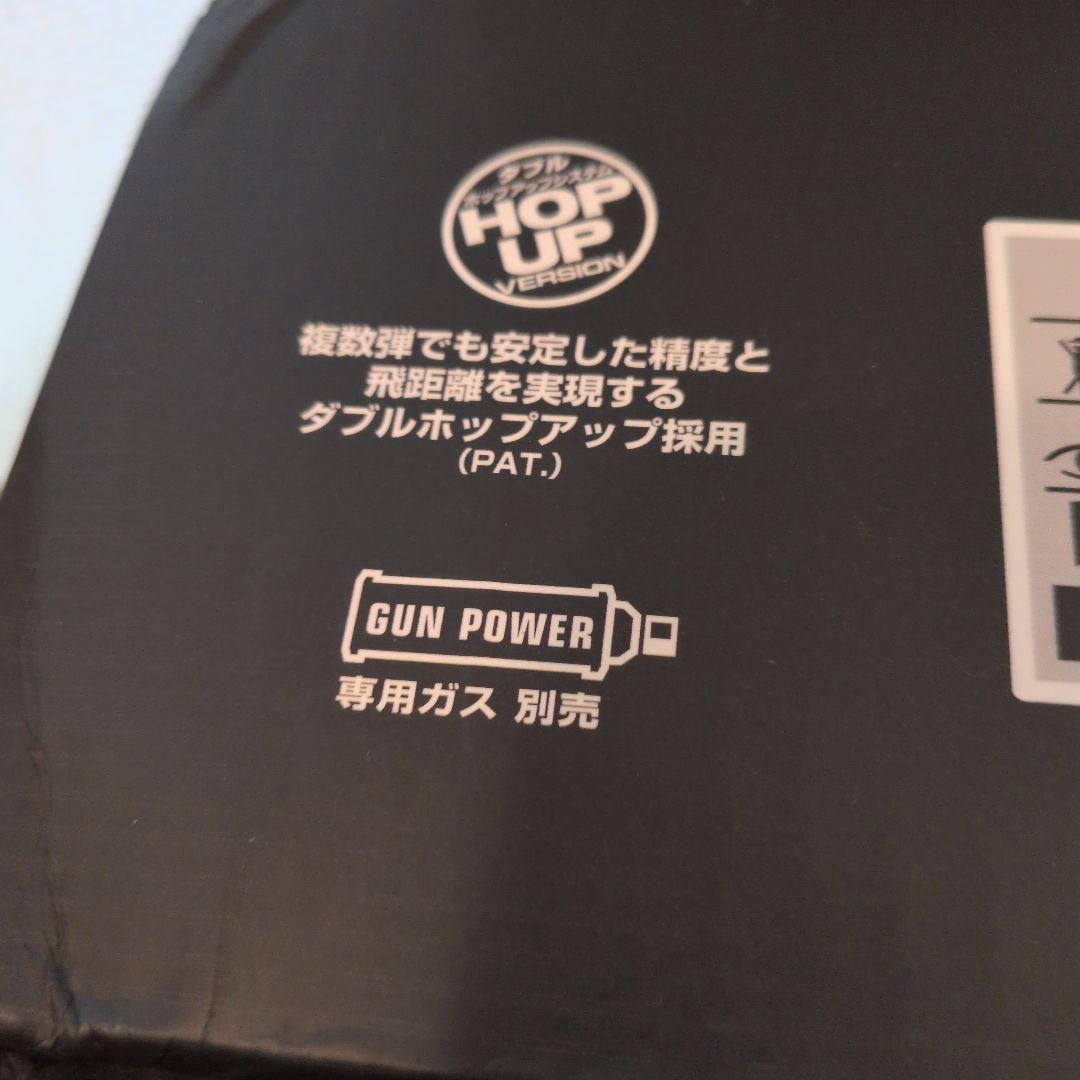 ダブル
ホップアップシステム
HOP
UP
VERSION
複数弾でも安定した精度と
飛距離を実現する
ダブルホップアップ採用
(PAT.)
GUN POWER
専用ガス 別売